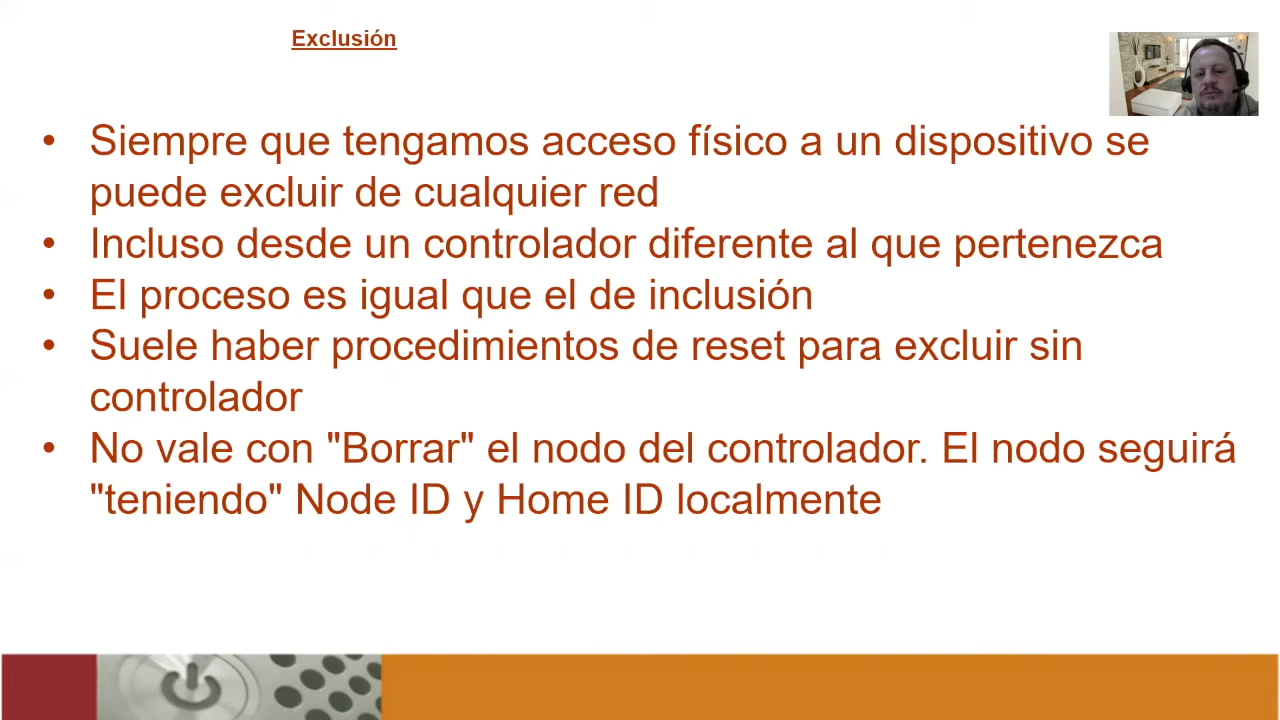 Exclusión
• Siempre que tengamos acceso físico a un dispositivo se
puede excluir de cualquier red
• Incluso desde un controlador diferente al que pertenezca
• El proceso es igual que el de inclusión
• Suele haber procedimientos de reset para excluir sin
controlador
• No vale con "Borrar" el nodo del controlador. El nodo seguirá
"teniendo" Node ID y Home ID localmente